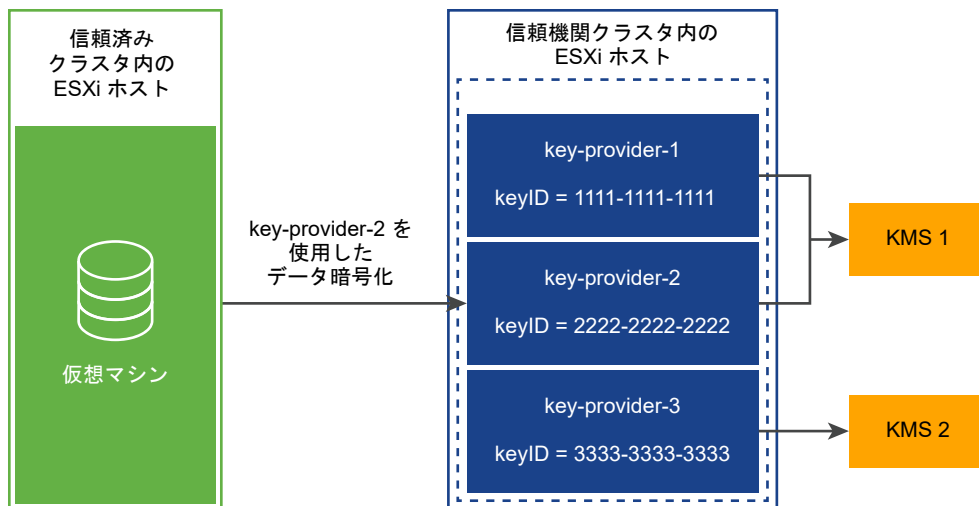 信頼済み
クラスタ内の
ESXi ホスト
仮想マシン
key-provider-2 を
使用した
データ暗号化
信頼機関クラスタ内の
ESXi ホスト
key-provider-1
keyID = 1111-1111-1111
key-provider-2
keyID = 2222-2222-2222
key-provider-3
keyID = 3333-3333-3333
KMS 1
KMS 2